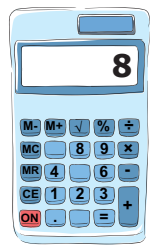 8
M- M+ √ % ÷
MC 8 9 ×
MR 4 6 -
CE 1 2 3 +
ON . =